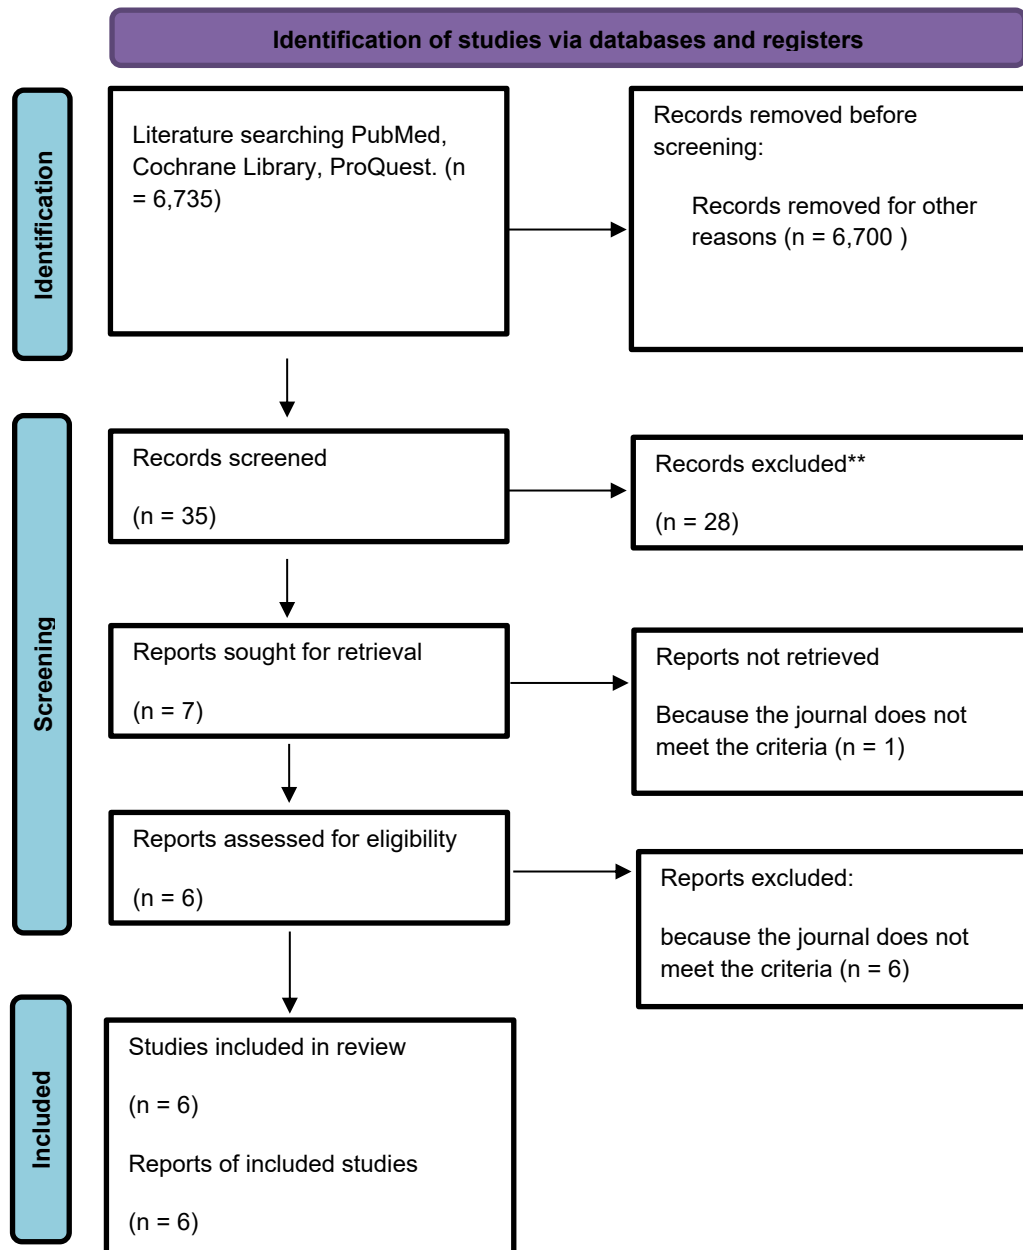 Identification of studies via databases and registers
Identification
Literature searching PubMed,
Cochrane Library, ProQuest. (n
= 6,735)
Records removed before
screening:
Records removed for other
reasons (n = 6,700 )
Screening
Records screened
(n = 35)
Records excluded**
(n = 28)
Reports sought for retrieval
(n = 7)
Reports not retrieved
Because the journal does not
meet the criteria (n = 1)
Reports assessed for eligibility
(n = 6)
Reports excluded:
because the journal does not
meet the criteria (n = 6)
Included
Studies included in review
(n = 6)
Reports of included studies
(n = 6)